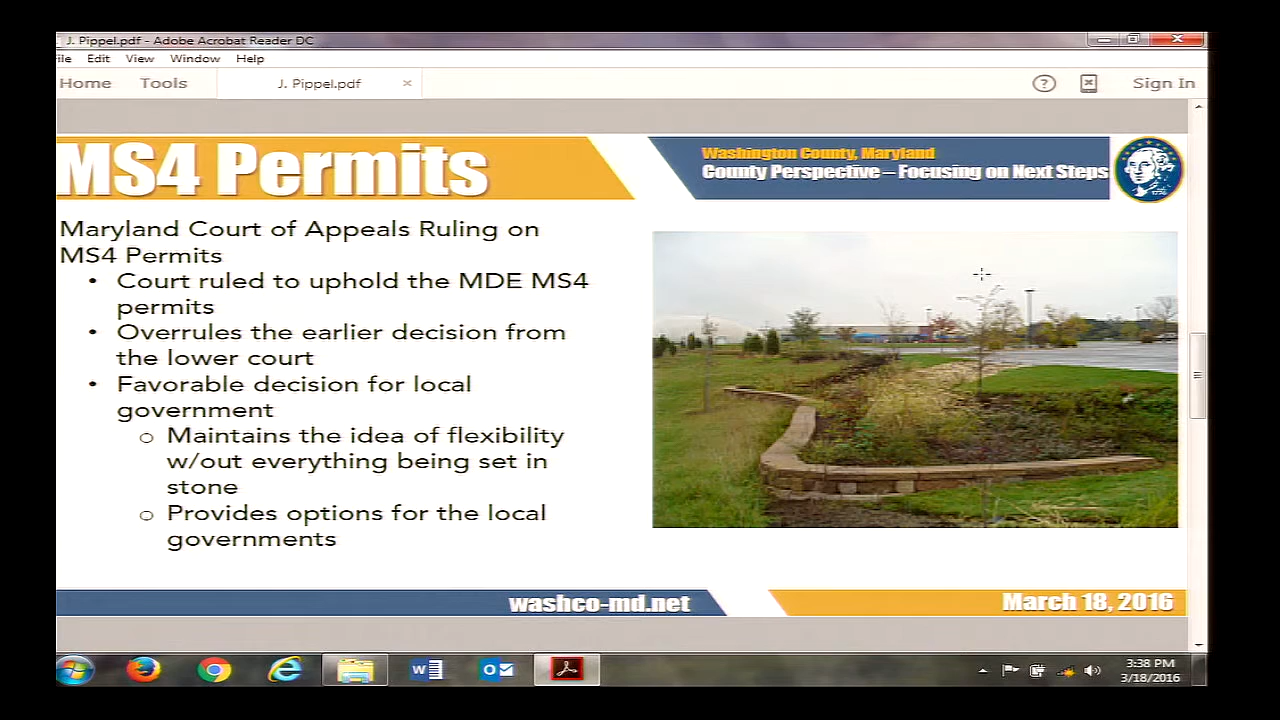 J. Pippel.pdf - Adobe Acrobat Reader DC
File Edit View Window Help
Home Tools J. Pippel.pdf × ? Sign In
MS4 Permits
Washington County, Maryland
County Perspective – Focusing on Next Steps
1776
Maryland Court of Appeals Ruling on
MS4 Permits
• Court ruled to uphold the MDE MS4
permits
• Overrules the earlier decision from
the lower court
• Favorable decision for local
government
o Maintains the idea of flexibility
w/out everything being set in
stone
o Provides options for the local
governments
washco-md.net
March 18, 2016
3:38 PM
3/18/2016